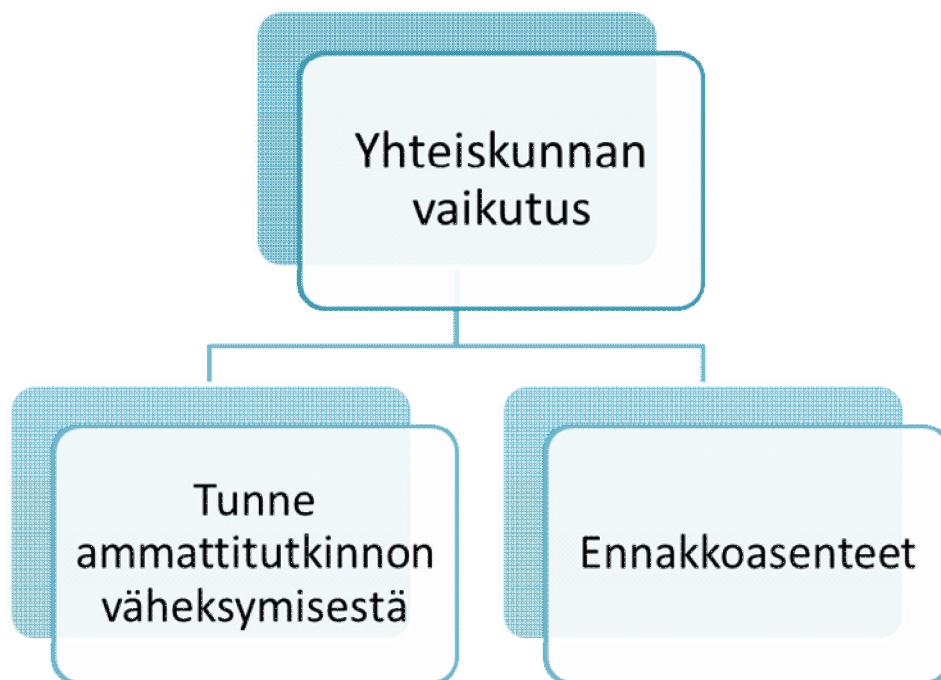 Yhteiskunnan
vaikutus
Tunne
ammattitutkinnon
väheksymisestä
Ennakkoasenteet